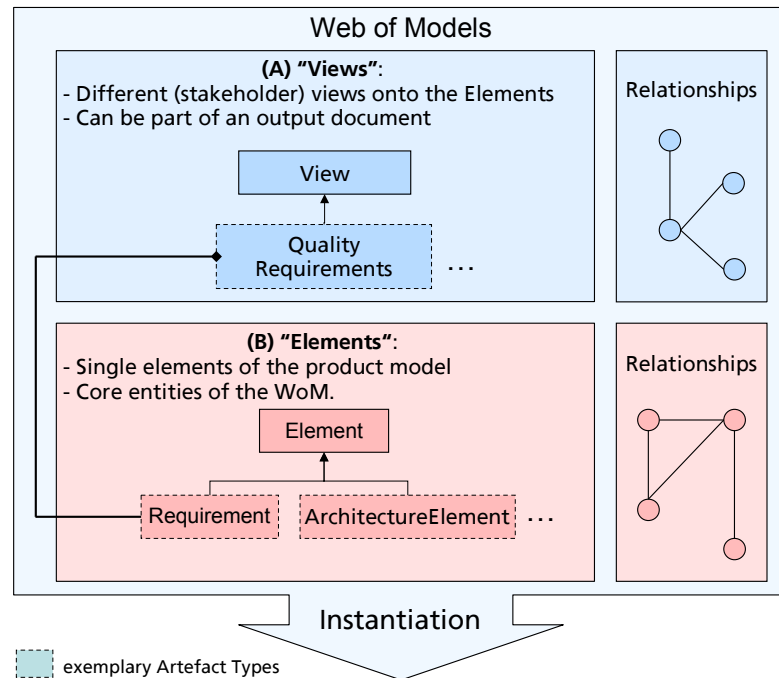 Web of Models
(A) “Views”:
- Different (stakeholder) views onto the Elements
- Can be part of an output document
View
Quality
Requirements
...
Relationships
(B) “Elements“:
- Single elements of the product model
- Core entities of the WoM.
Element
Requirement
ArchitectureElement
...
Relationships
Instantiation
exemplary Artefact Types